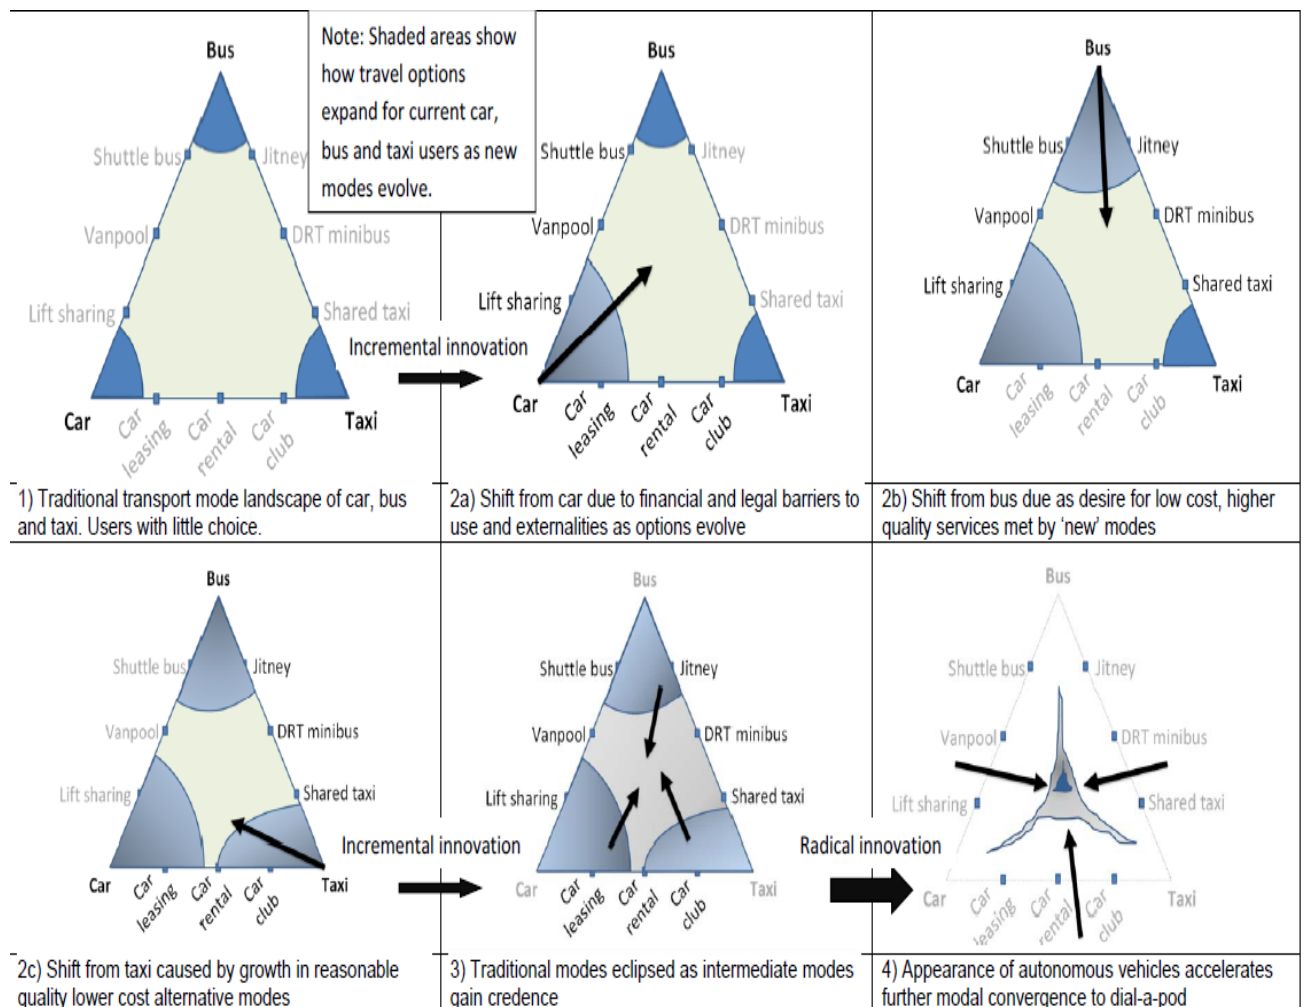 Bus
Shuttle bus
Jitney
Vanpool
DRT minibus
Lift sharing
Shared taxi
Car
Car
leasing
Car
rental
Car
club
Taxi
1) Traditional transport mode landscape of car, bus
and taxi. Users with little choice.
Note: Shaded areas show
how travel options
expand for current car,
bus and taxi users as new
modes evolve.
Incremental innovation
Bus
Shuttle bus
Jitney
Vanpool
DRT minibus
Lift sharing
Shared taxi
Car
Car
leasing
Car
rental
Car
club
Taxi
2a) Shift from car due to financial and legal barriers to
use and externalities as options evolve
Bus
Shuttle bus
Jitney
Vanpool
DRT minibus
Lift sharing
Shared taxi
Car
Car
leasing
Car
rental
Car
club
Taxi
2b) Shift from bus due as desire for low cost, higher
quality services met by ‘new’ modes
Bus
Shuttle bus
Jitney
Vanpool
DRT minibus
Lift sharing
Shared taxi
Car
Car
leasing
Car
rental
Car
club
Taxi
2c) Shift from taxi caused by growth in reasonable
quality lower cost alternative modes
Incremental innovation
Bus
Shuttle bus
Jitney
Vanpool
DRT minibus
Lift sharing
Shared taxi
Car
Car
leasing
Car
rental
Car
club
Taxi
3) Traditional modes eclipsed as intermediate modes
gain credence
Radical innovation
Bus
Shuttle bus
Jitney
Vanpool
DRT minibus
Lift sharing
Shared taxi
Car
Car
leasing
Car
rental
Car
club
Taxi
4) Appearance of autonomous vehicles accelerates
further modal convergence to dial-a-pod